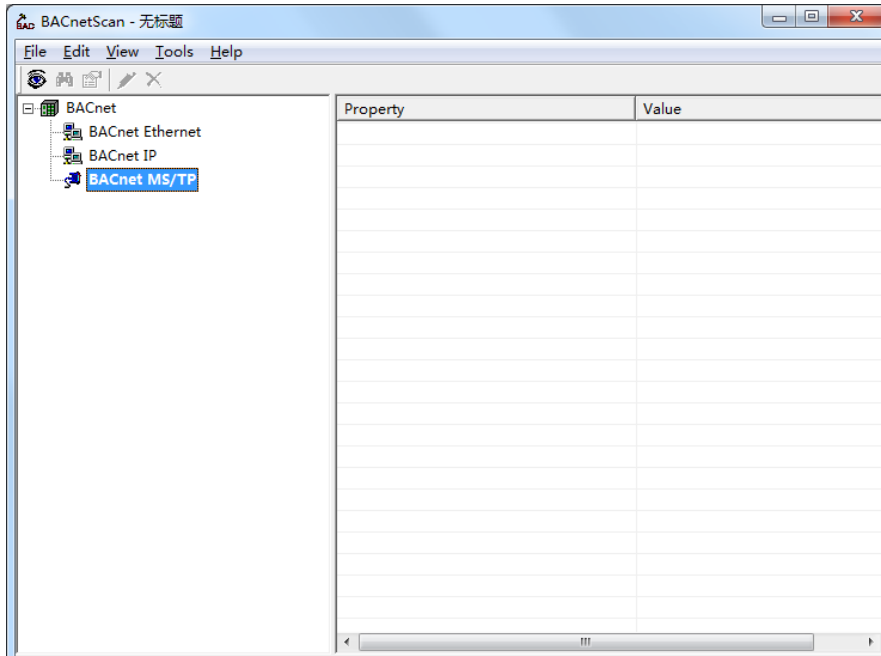 BACnetScan - 无标题
File Edit View Tools Help
BACnet
BACnet Ethernet
BACnet IP
BACnet MS/TP
Property Value